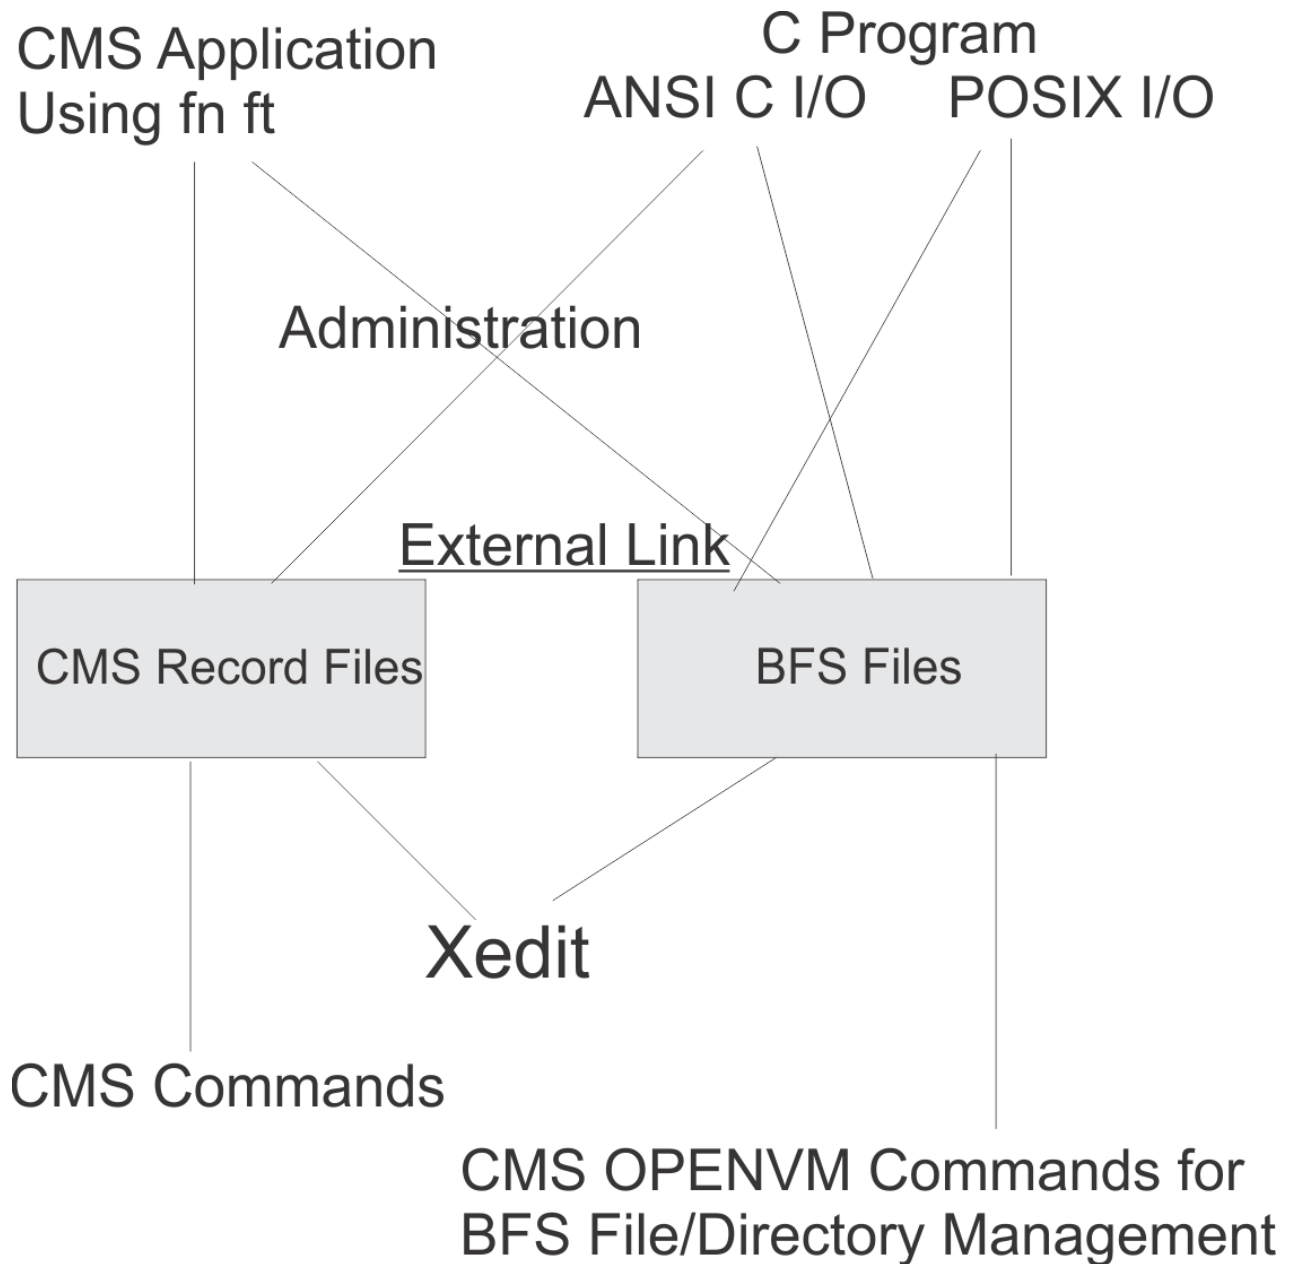 CMS Application
Using fn ft
C Program
ANSI C I/O
POSIX I/O
Administration
External Link
CMS Record Files
BFS Files
Xedit
CMS Commands
CMS OPENVM Commands for
BFS File/Directory Management